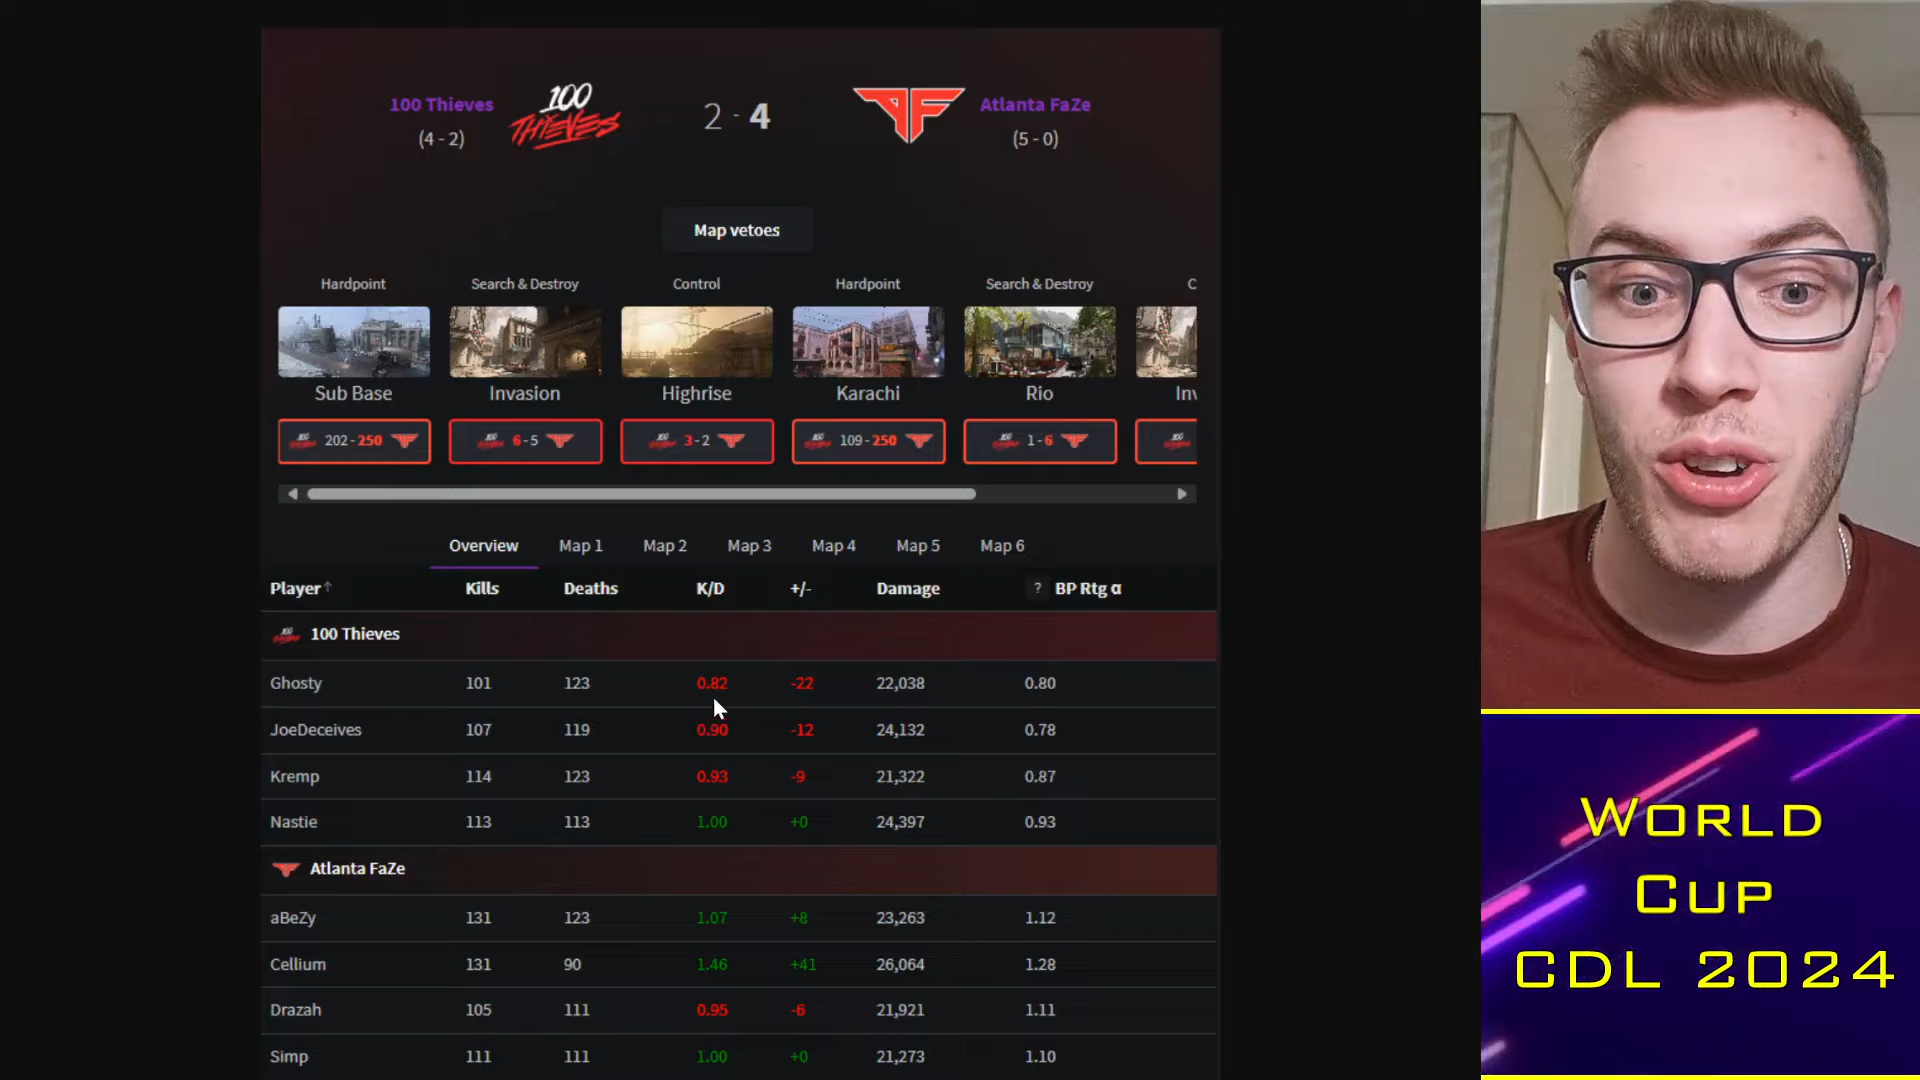 100 Thieves
(4 - 2)
100
THIEVES
2 - 4
Atlanta FaZe
(5 - 0)
Map vetoes
Hardpoint Search & Destroy Control Hardpoint Search & Destroy C
Sub Base Invasion Highrise Karachi Rio Inv
202 - 250 6 - 5 3 - 2 109 - 250 1 - 6
Overview Map 1 Map 2 Map 3 Map 4 Map 5 Map 6
Player↑ Kills Deaths K/D +/- Damage ? BP Rtg α
100 Thieves
Ghosty 101 123 0.82 -22 22,038 0.80
JoeDeceives 107 119 0.90 -12 24,132 0.78
Kremp 114 123 0.93 -9 21,322 0.87
Nastie 113 113 1.00 +0 24,397 0.93
Atlanta FaZe
aBeZy 131 123 1.07 +8 23,263 1.12
Cellium 131 90 1.46 +41 26,064 1.28
Drazah 105 111 0.95 -6 21,921 1.11
Simp 111 111 1.00 +0 21,273 1.10
World
Cup
CDL 2024